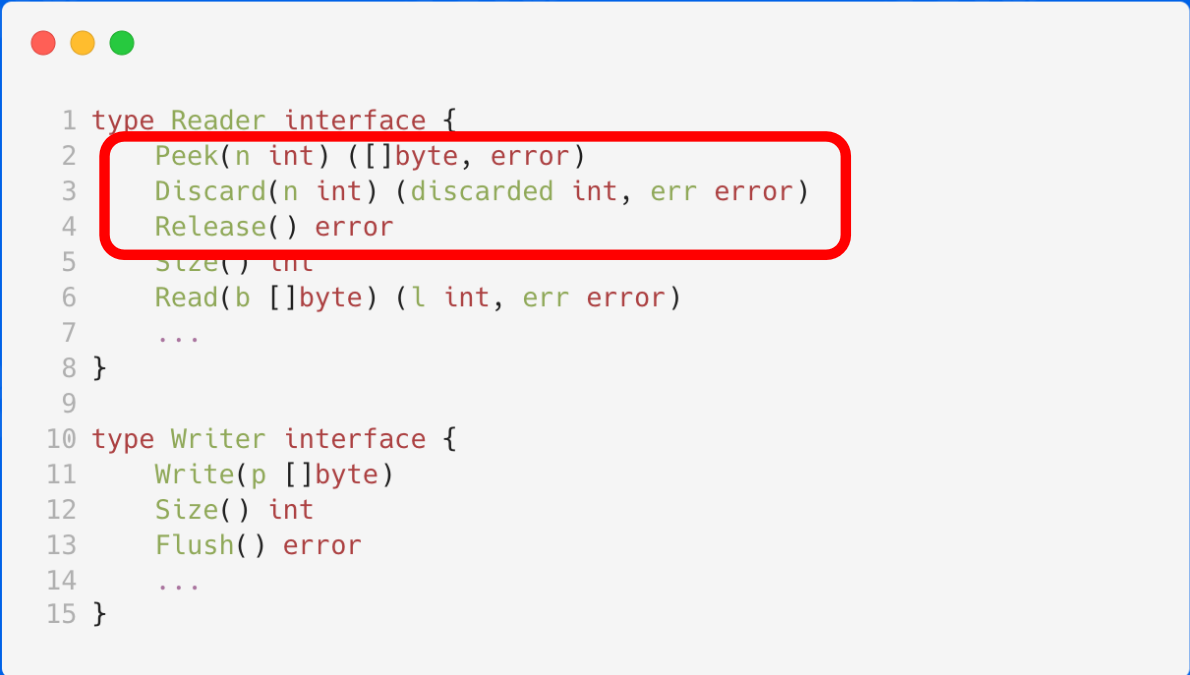 1 type Reader interface {
2     Peek(n int) ([]byte, error)
3     Discard(n int) (discarded int, err error)
4     Release() error
5     Size() int
6     Read(b []byte) (l int, err error)
7     ...
8 }
9
10 type Writer interface {
11     Write(p []byte)
12     Size() int
13     Flush() error
14     ...
15 }